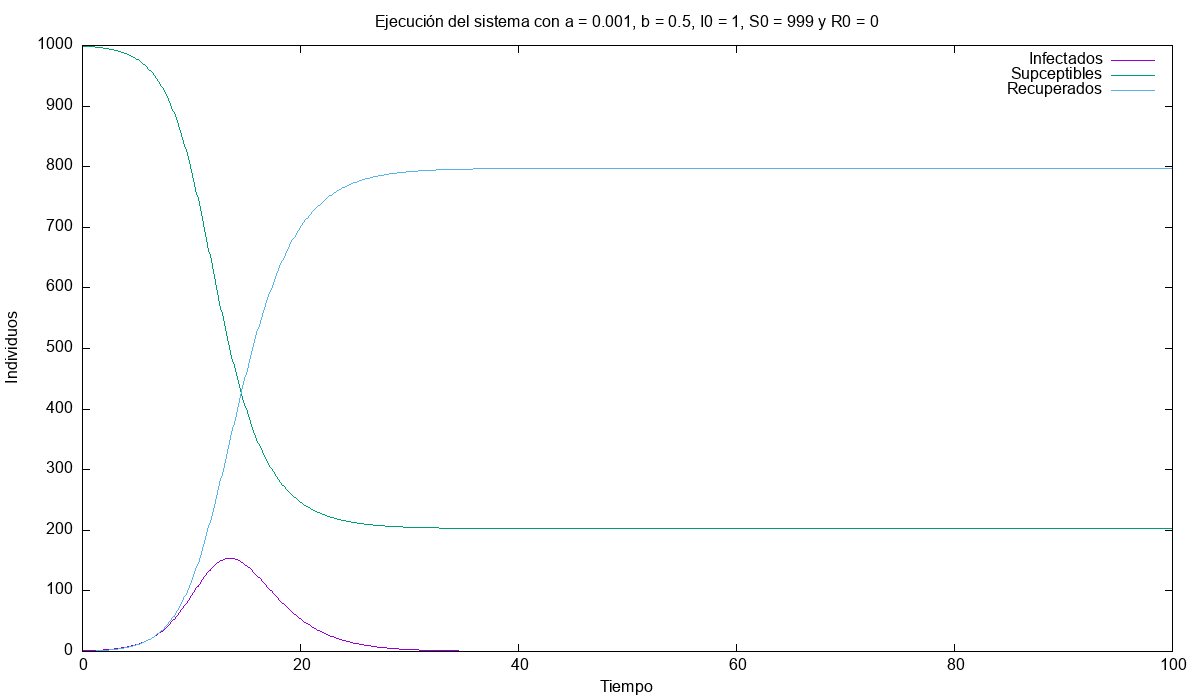 Ejecución del sistema con a = 0.001, b = 0.5, I0 = 1, S0 = 999 y R0 = 0
Infectados
Supceptibles
Recuperados
1000
900
800
700
600
500
400
300
200
100
0
Individuos
0 20 40 60 80 100
Tiempo